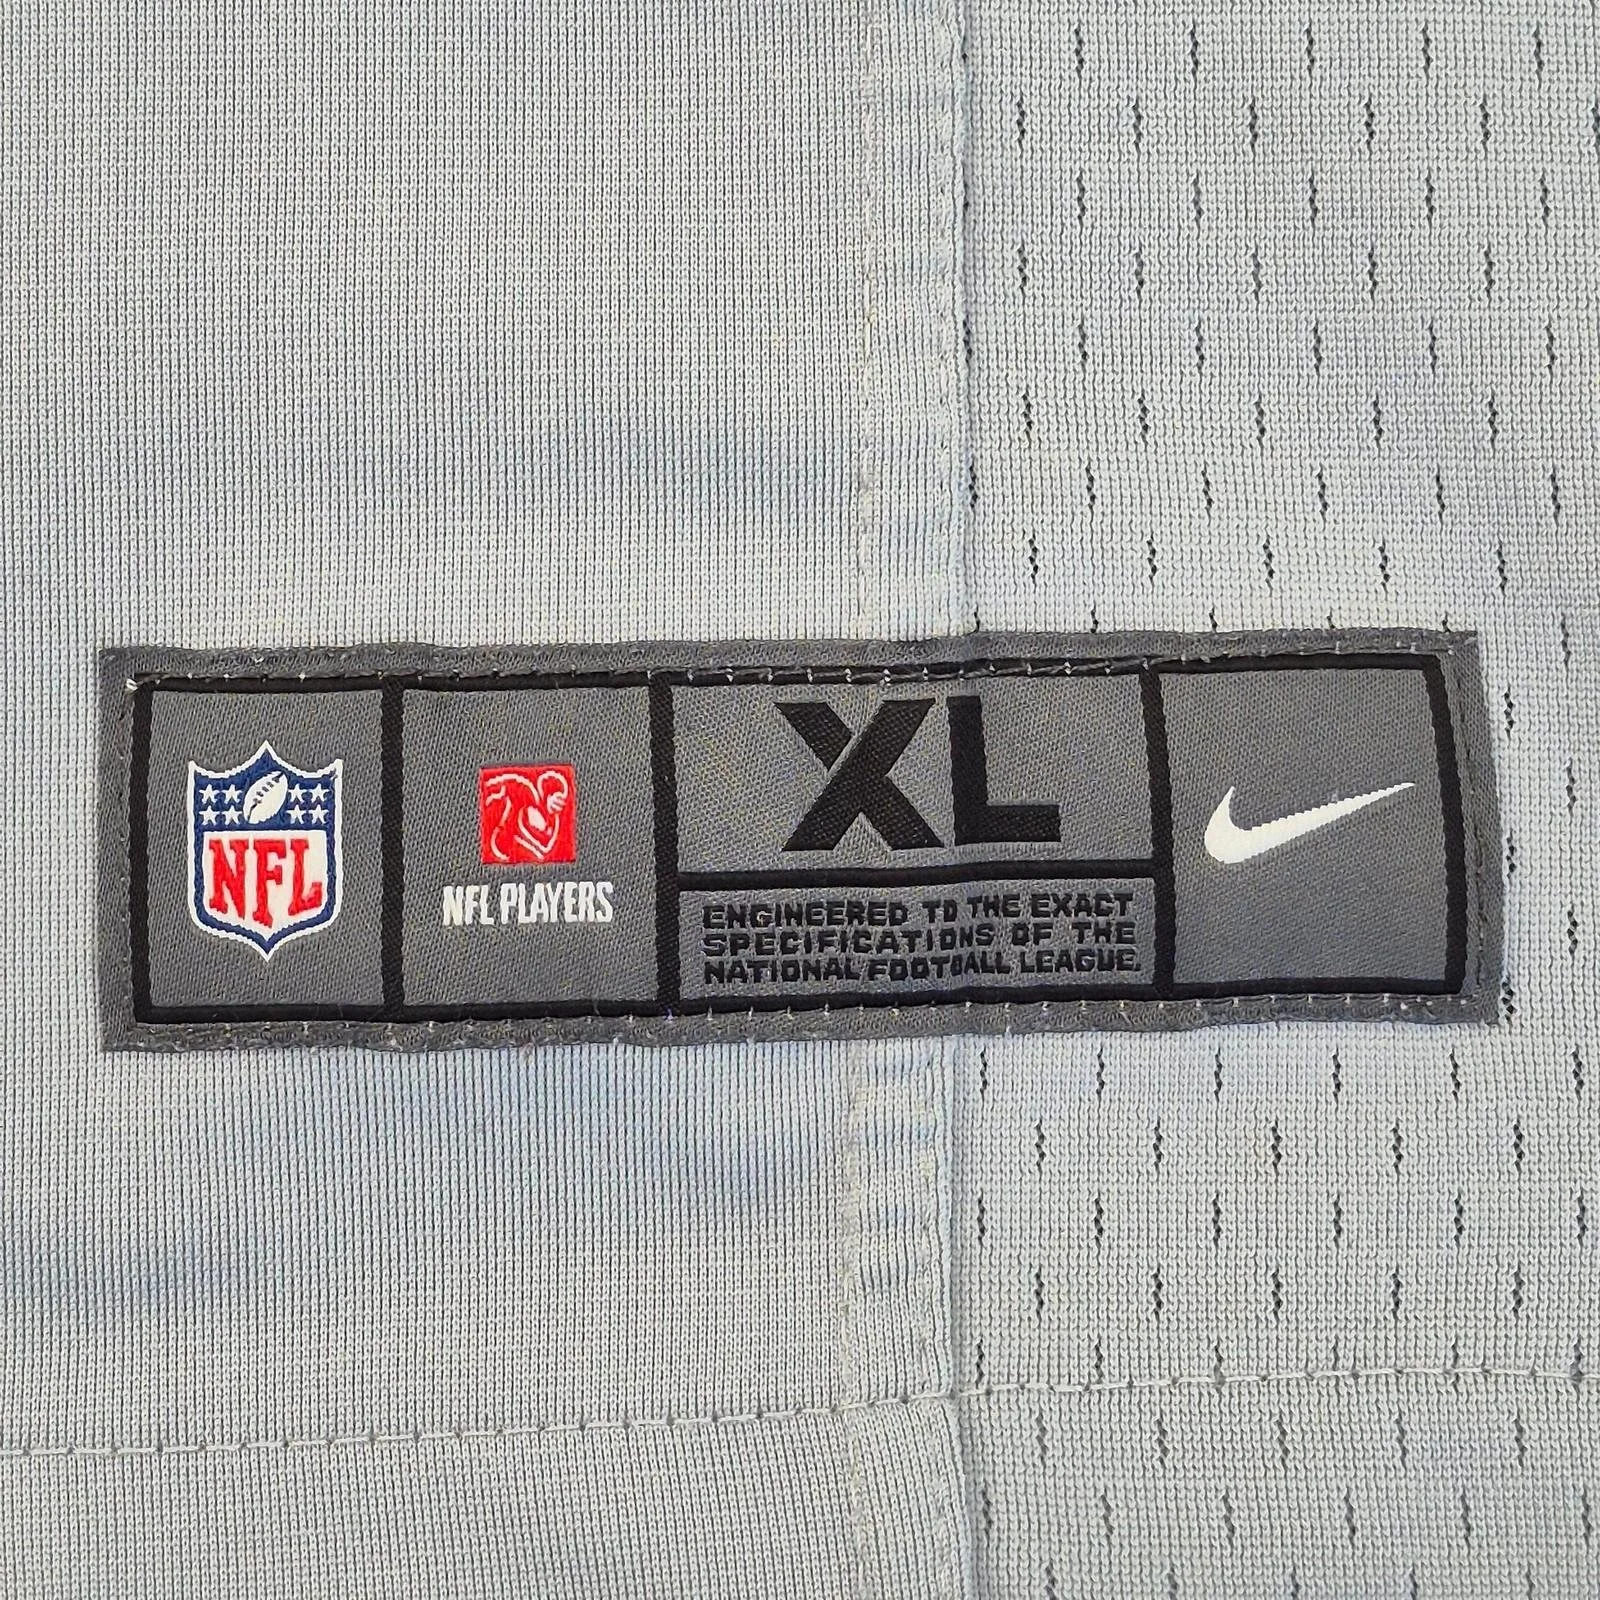 NFL
NFL PLAYERS
XL
ENGINEERED TO THE EXACT
SPECIFICATIONS OF THE
NATIONAL FOOTBALL LEAGUE.